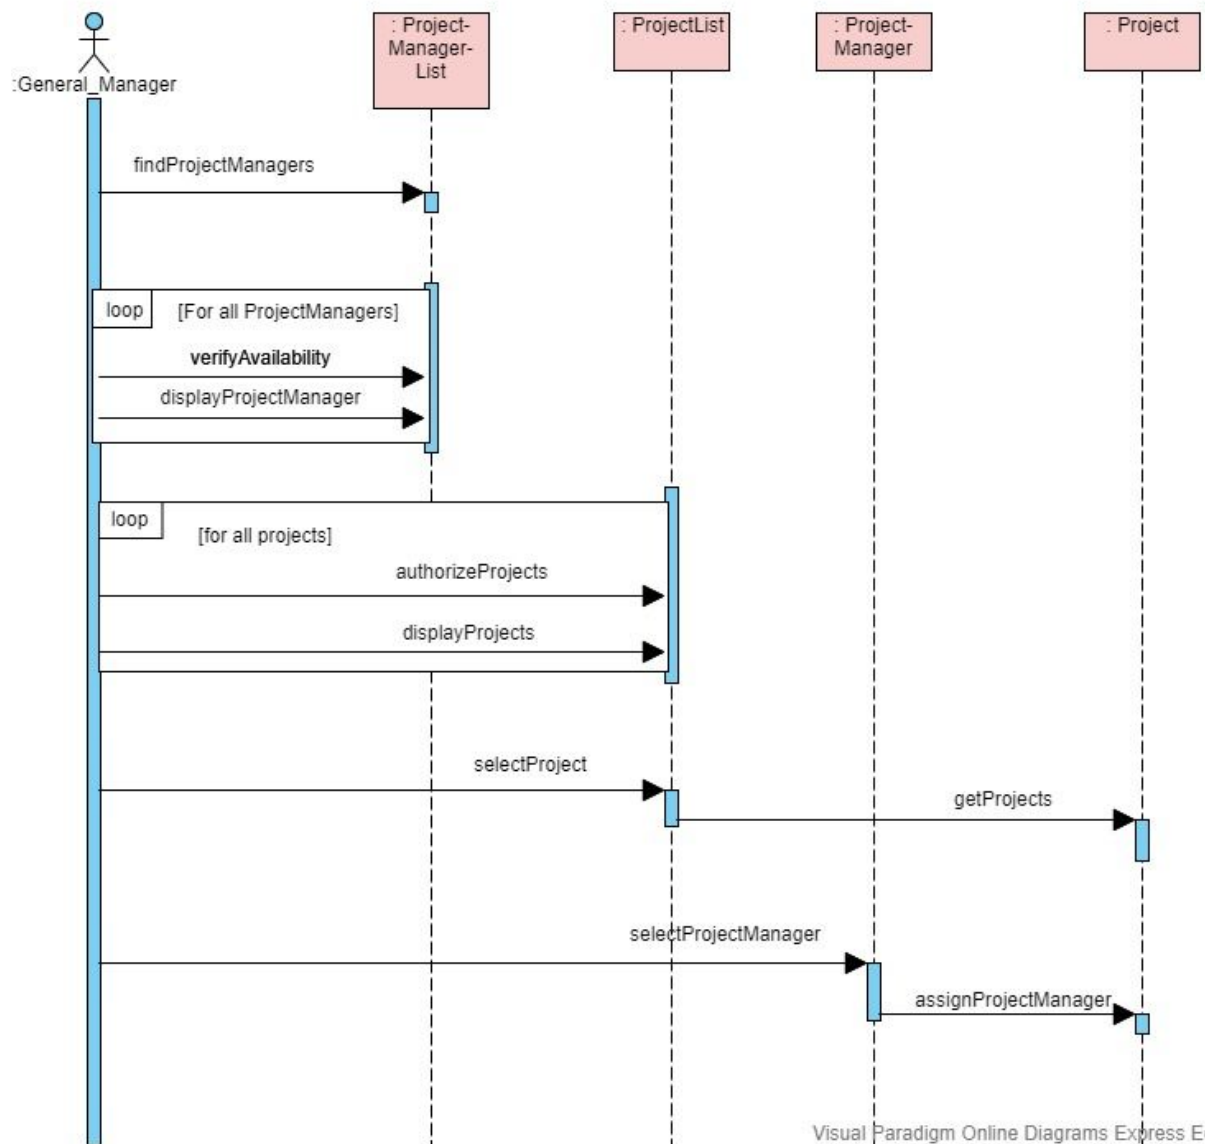 :General_Manager
: Project-
Manager-
List
: ProjectList
: Project-
Manager
: Project
findProjectManagers
loop
[For all ProjectManagers]
verifyAvailability
displayProjectManager
loop
[for all projects]
authorizeProjects
displayProjects
selectProject
getProjects
selectProjectManager
assignProjectManager
Visual Paradigm Online Diagrams Express E